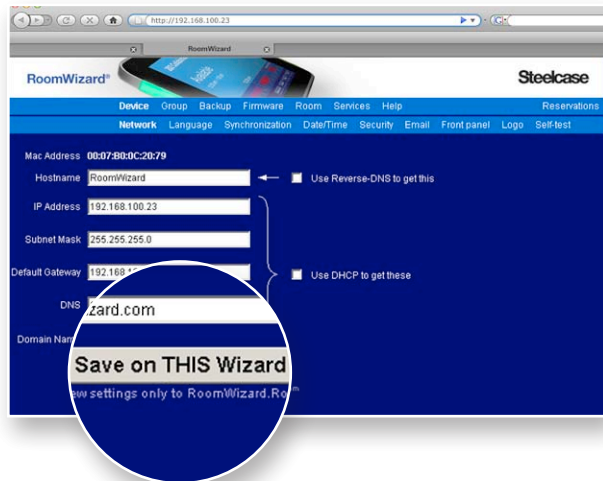 http://192.168.100.23
RoomWizard
RoomWizard®
Steelcase
Device Group Backup Firmware Room Services Help Reservations
Network Language Synchronization Date/Time Security Email Front panel Logo Self-test
Mac Address 00:07:B0:0C:20:79
Hostname RoomWizard Use Reverse-DNS to get this
IP Address 192.168.100.23
Subnet Mask 255.255.255.0
Default Gateway 192.168 Use DHCP to get these
DNS zard.com
Domain Nam
Save on THIS Wizard
ew settings only to RoomWizard.Ro